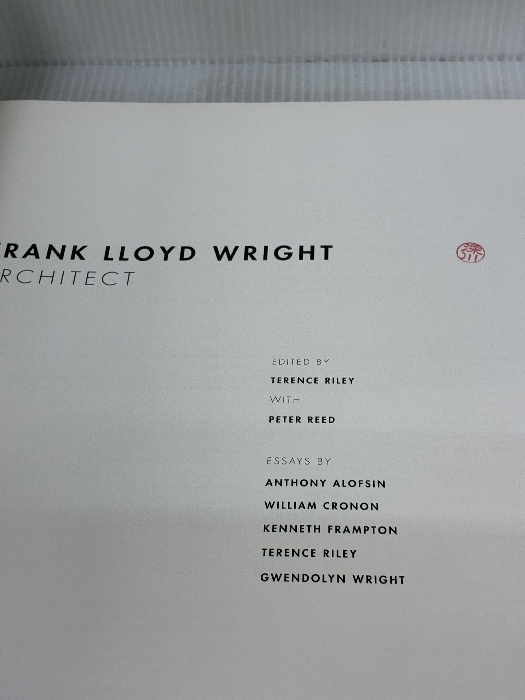 RANK LLOYD WRIGHT
RCHITECT
EDITED BY
TERENCE RILEY
WITH
PETER REED
ESSAYS BY
ANTHONY ALOFSIN
WILLIAM CRONON
KENNETH FRAMPTON
TERENCE RILEY
GWENDOLYN WRIGHT